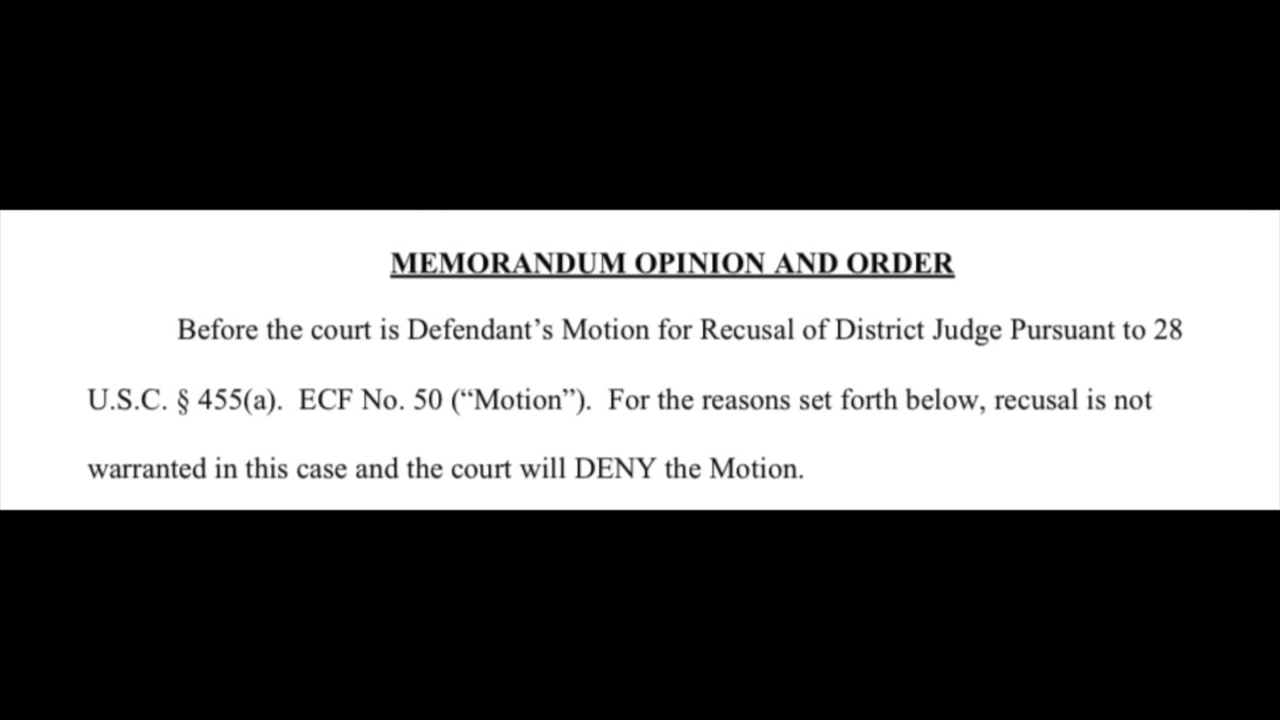 MEMORANDUM OPINION AND ORDER
Before the court is Defendant’s Motion for Recusal of District Judge Pursuant to 28
U.S.C. § 455(a).  ECF No. 50 (“Motion”).  For the reasons set forth below, recusal is not
warranted in this case and the court will DENY the Motion.